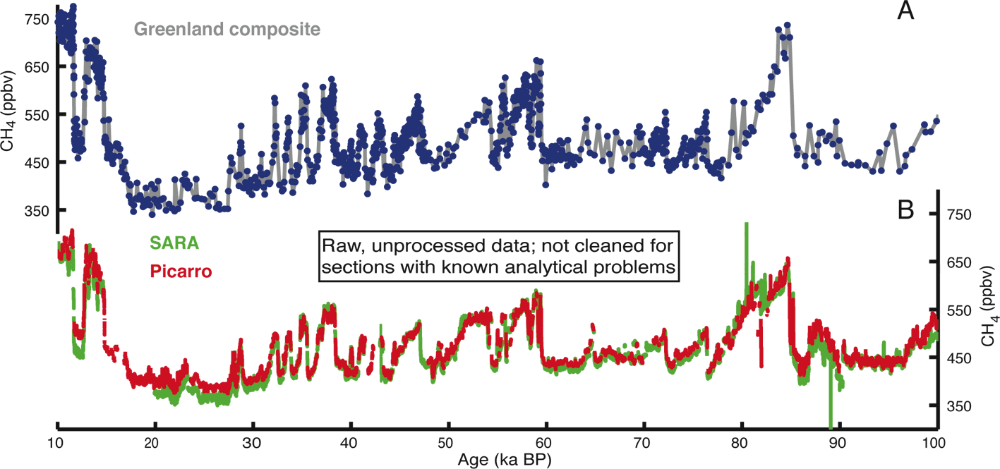 A
Greenland composite
CH4 (ppbv)
750
650
550
450
350
B
SARA
Picarro
Raw, unprocessed data; not cleaned for
sections with known analytical problems
750
650
550
450
350
CH4 (ppbv)
10 20 30 40 50 60 70 80 90 100
Age (ka BP)